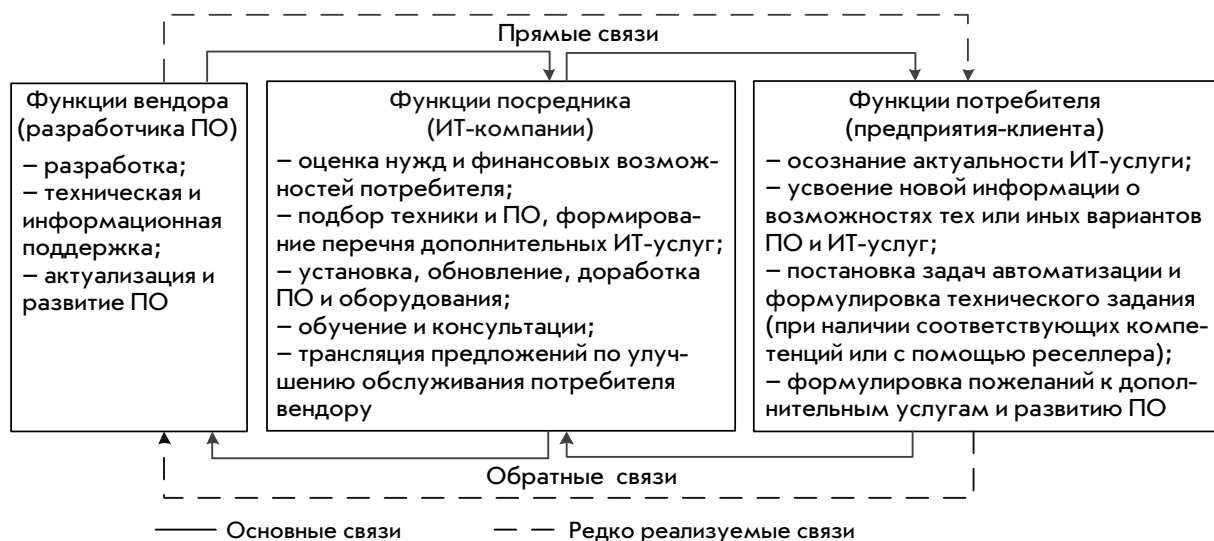 Прямые связи
Функции вендора
(разработчика ПО)
– разработка;
– техническая и
информационная
поддержка;
– актуализация и
развитие ПО
Функции посредника
(ИТ-компании)
– оценка нужд и финансовых возмож-
ностей потребителя;
– подбор техники и ПО, формирова-
ние перечня дополнительных ИТ-услуг;
– установка, обновление, доработка
ПО и оборудования;
– обучение и консультации;
– трансляция предложений по улуч-
шению обслуживания потребителя
вендору
Функции потребителя
(предприятия-клиента)
– осознание актуальности ИТ-услуги;
– усвоение новой информации о
возможностях тех или иных вариантов
ПО и ИТ-услуг;
– постановка задач автоматизации и
формулировка технического задания
(при наличии соответствующих компе-
тенций или с помощью реселлера);
– формулировка пожеланий к допол-
нительным услугам и развитию ПО
Обратные связи
Основные связи
Редко реализуемые связи